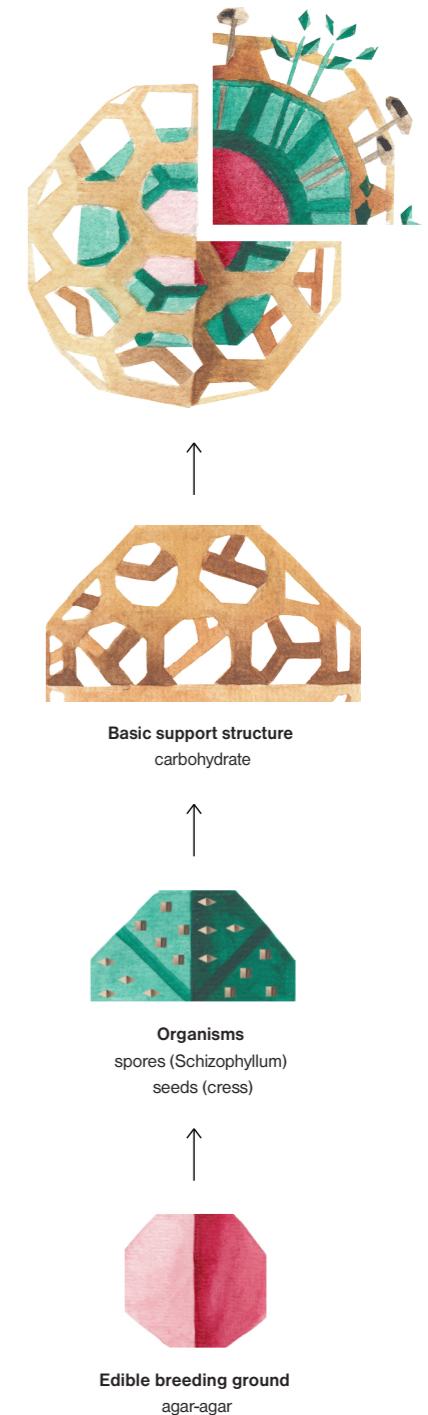 Basic support structure
carbohydrate
Organisms
spores (Schizophyllum)
seeds (cress)
Edible breeding ground
agar-agar